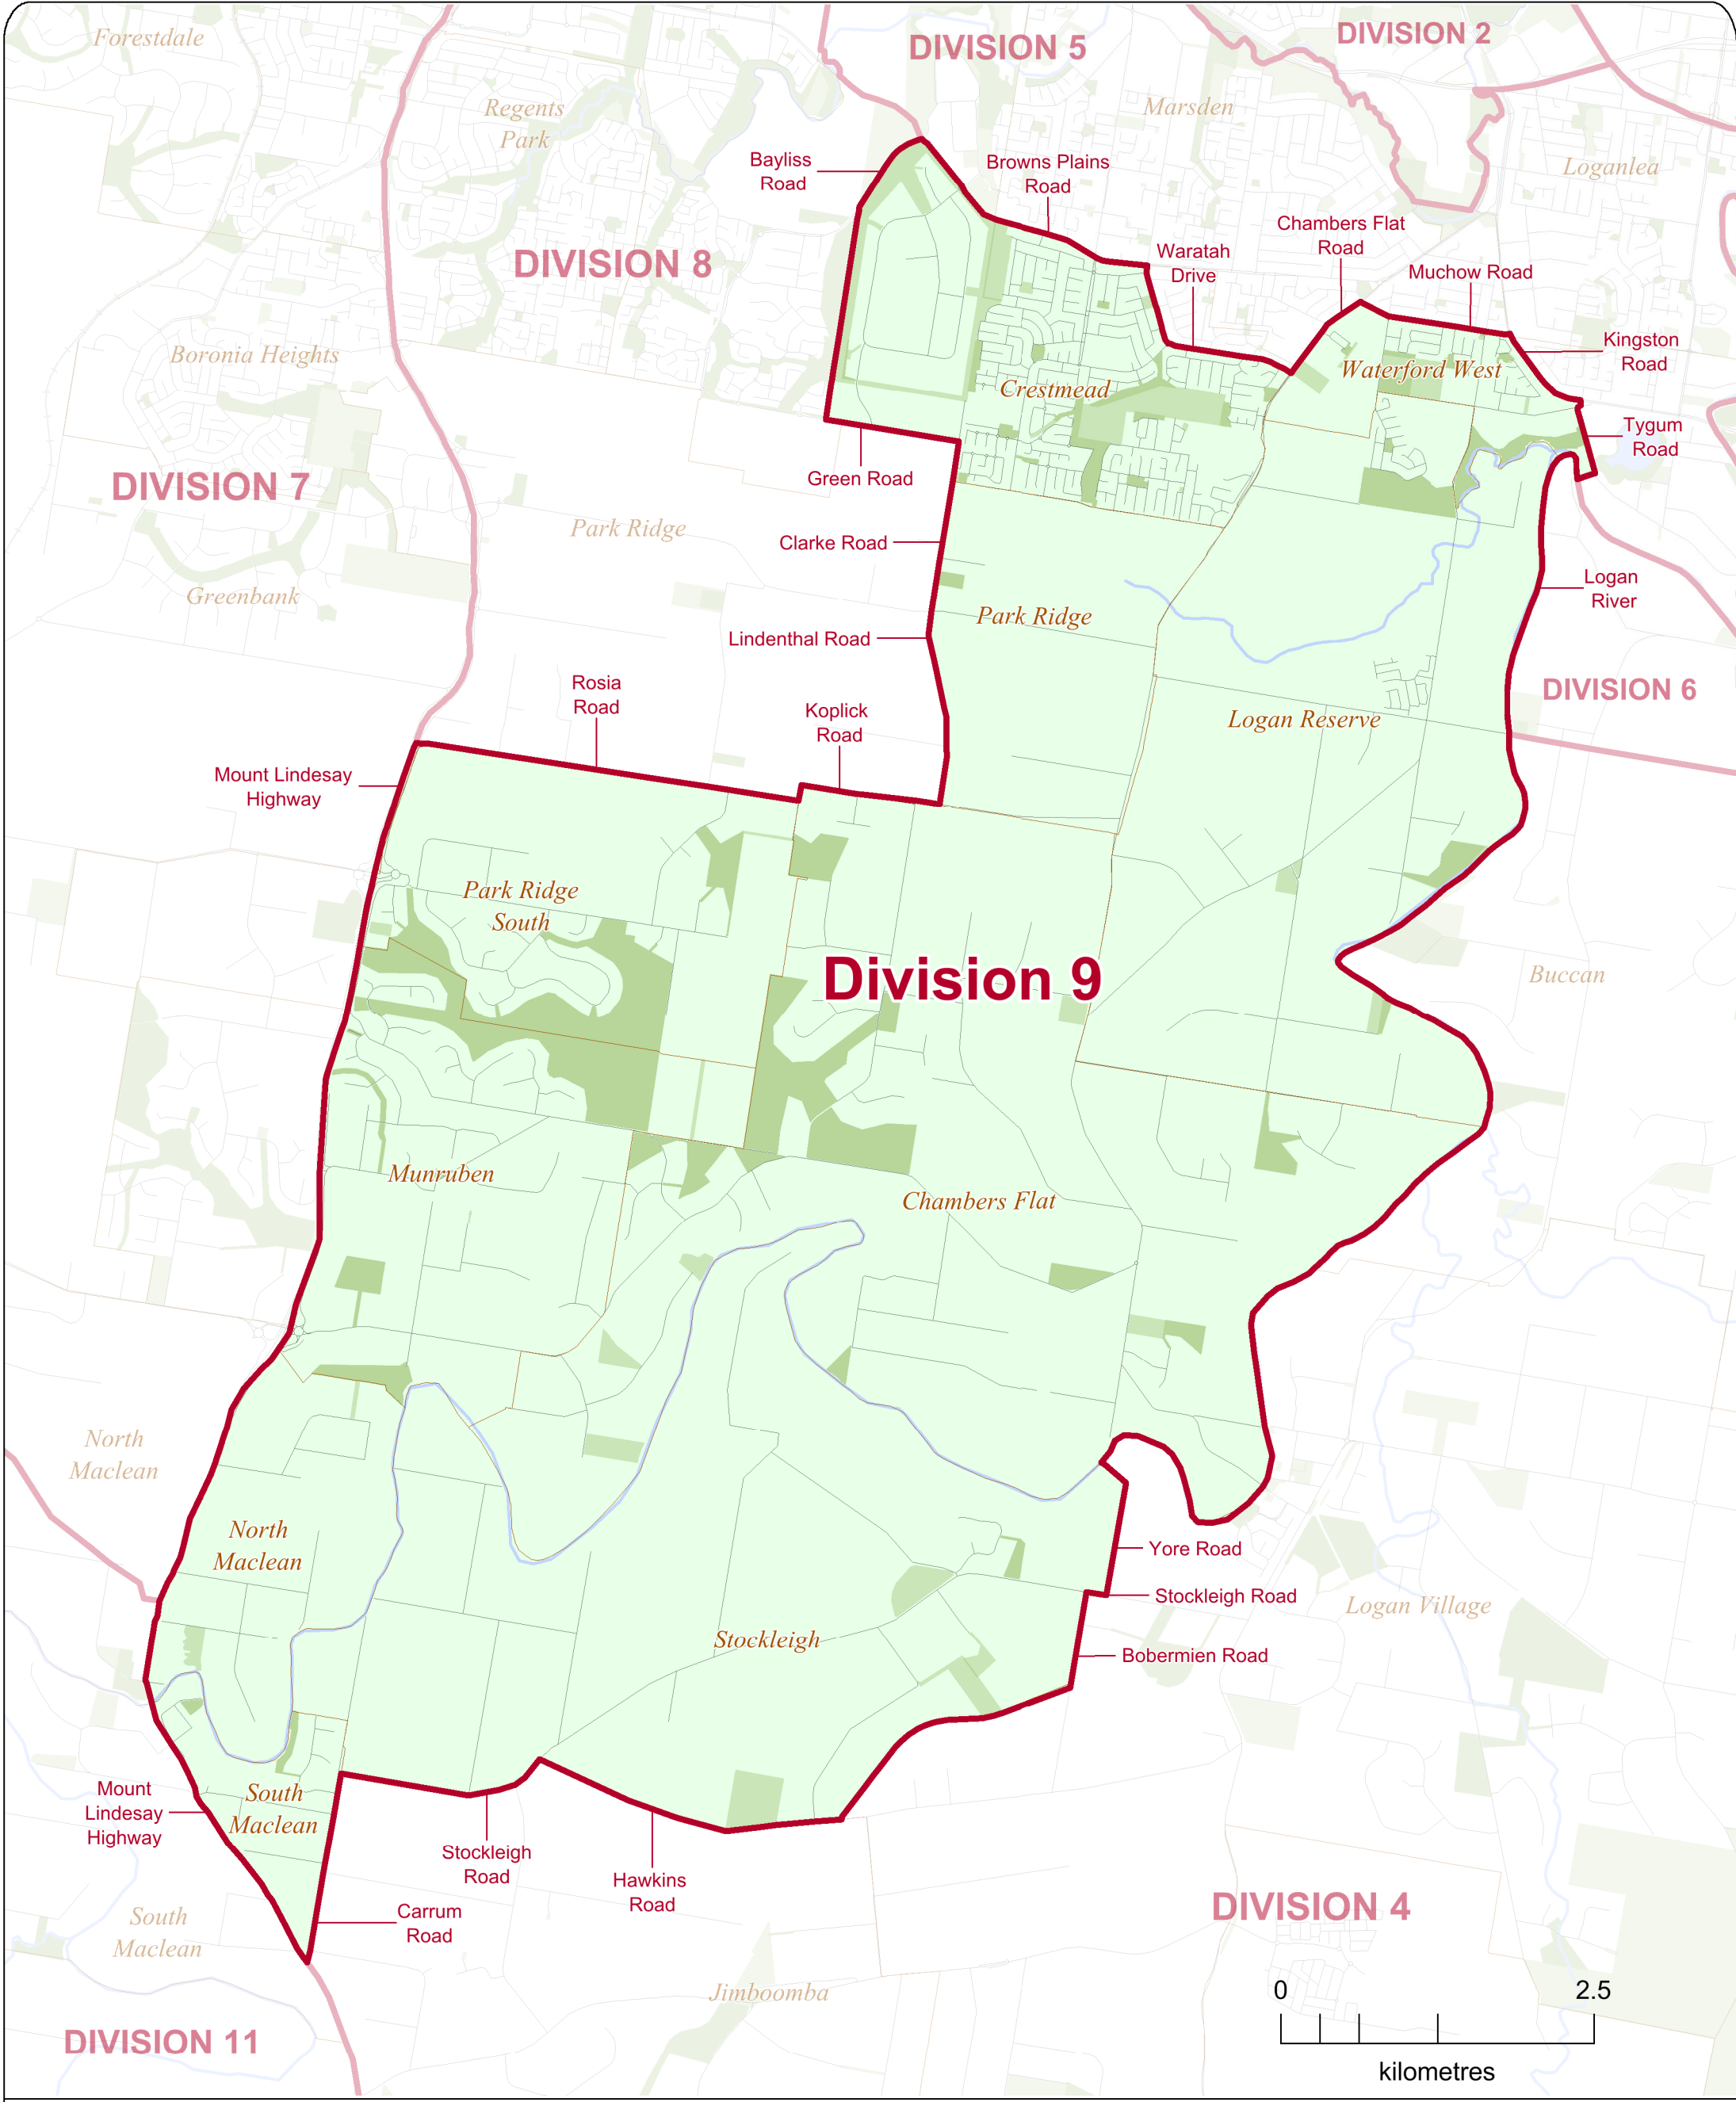 Forestdale
DIVISION 5
DIVISION 2
Regents
Park
Marsden
Loganlea
Bayliss
Road
Browns Plains
Road
Chambers Flat
Road
Waratah
Drive
Muchow Road
DIVISION 8
Kingston
Road
Boronia Heights
Crestmead
Waterford West
Tygum
Road
Green Road
DIVISION 7
Park Ridge
Clarke Road
Greenbank
Logan
River
Park Ridge
Lindenthal Road
Rosia
Road
Koplick
Road
DIVISION 6
Logan Reserve
Mount Lindesay
Highway
Park Ridge
South
Division 9
Buccan
Munruben
Chambers Flat
North
Maclean
North
Maclean
Yore Road
Stockleigh Road
Logan Village
Stockleigh
Bobermien Road
Mount
Lindesay
Highway
South
Maclean
Stockleigh
Road
Hawkins
Road
Carrum
Road
DIVISION 4
South
Maclean
Jimboomba
DIVISION 11
0 2.5
kilometres